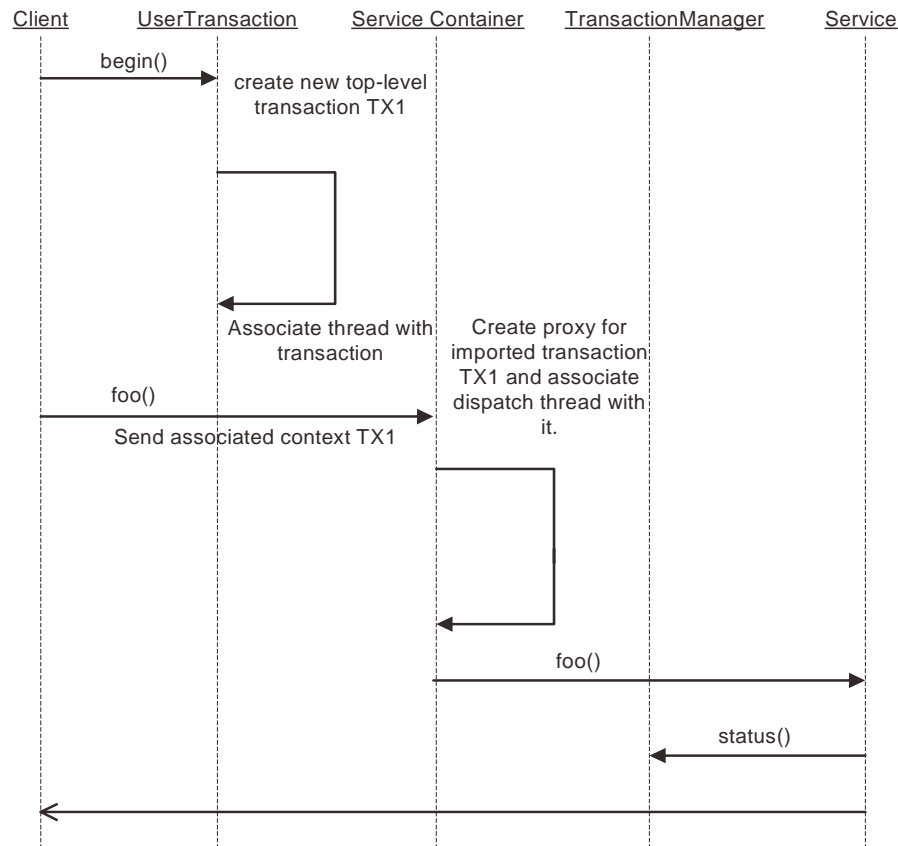 Client UserTransaction Service Container TransactionManager Service
begin()
create new top-level
transaction TX1
Associate thread with
transaction
Create proxy for
imported transaction
TX1 and associate
dispatch thread with
it.
foo()
Send associated context TX1
foo()
status()